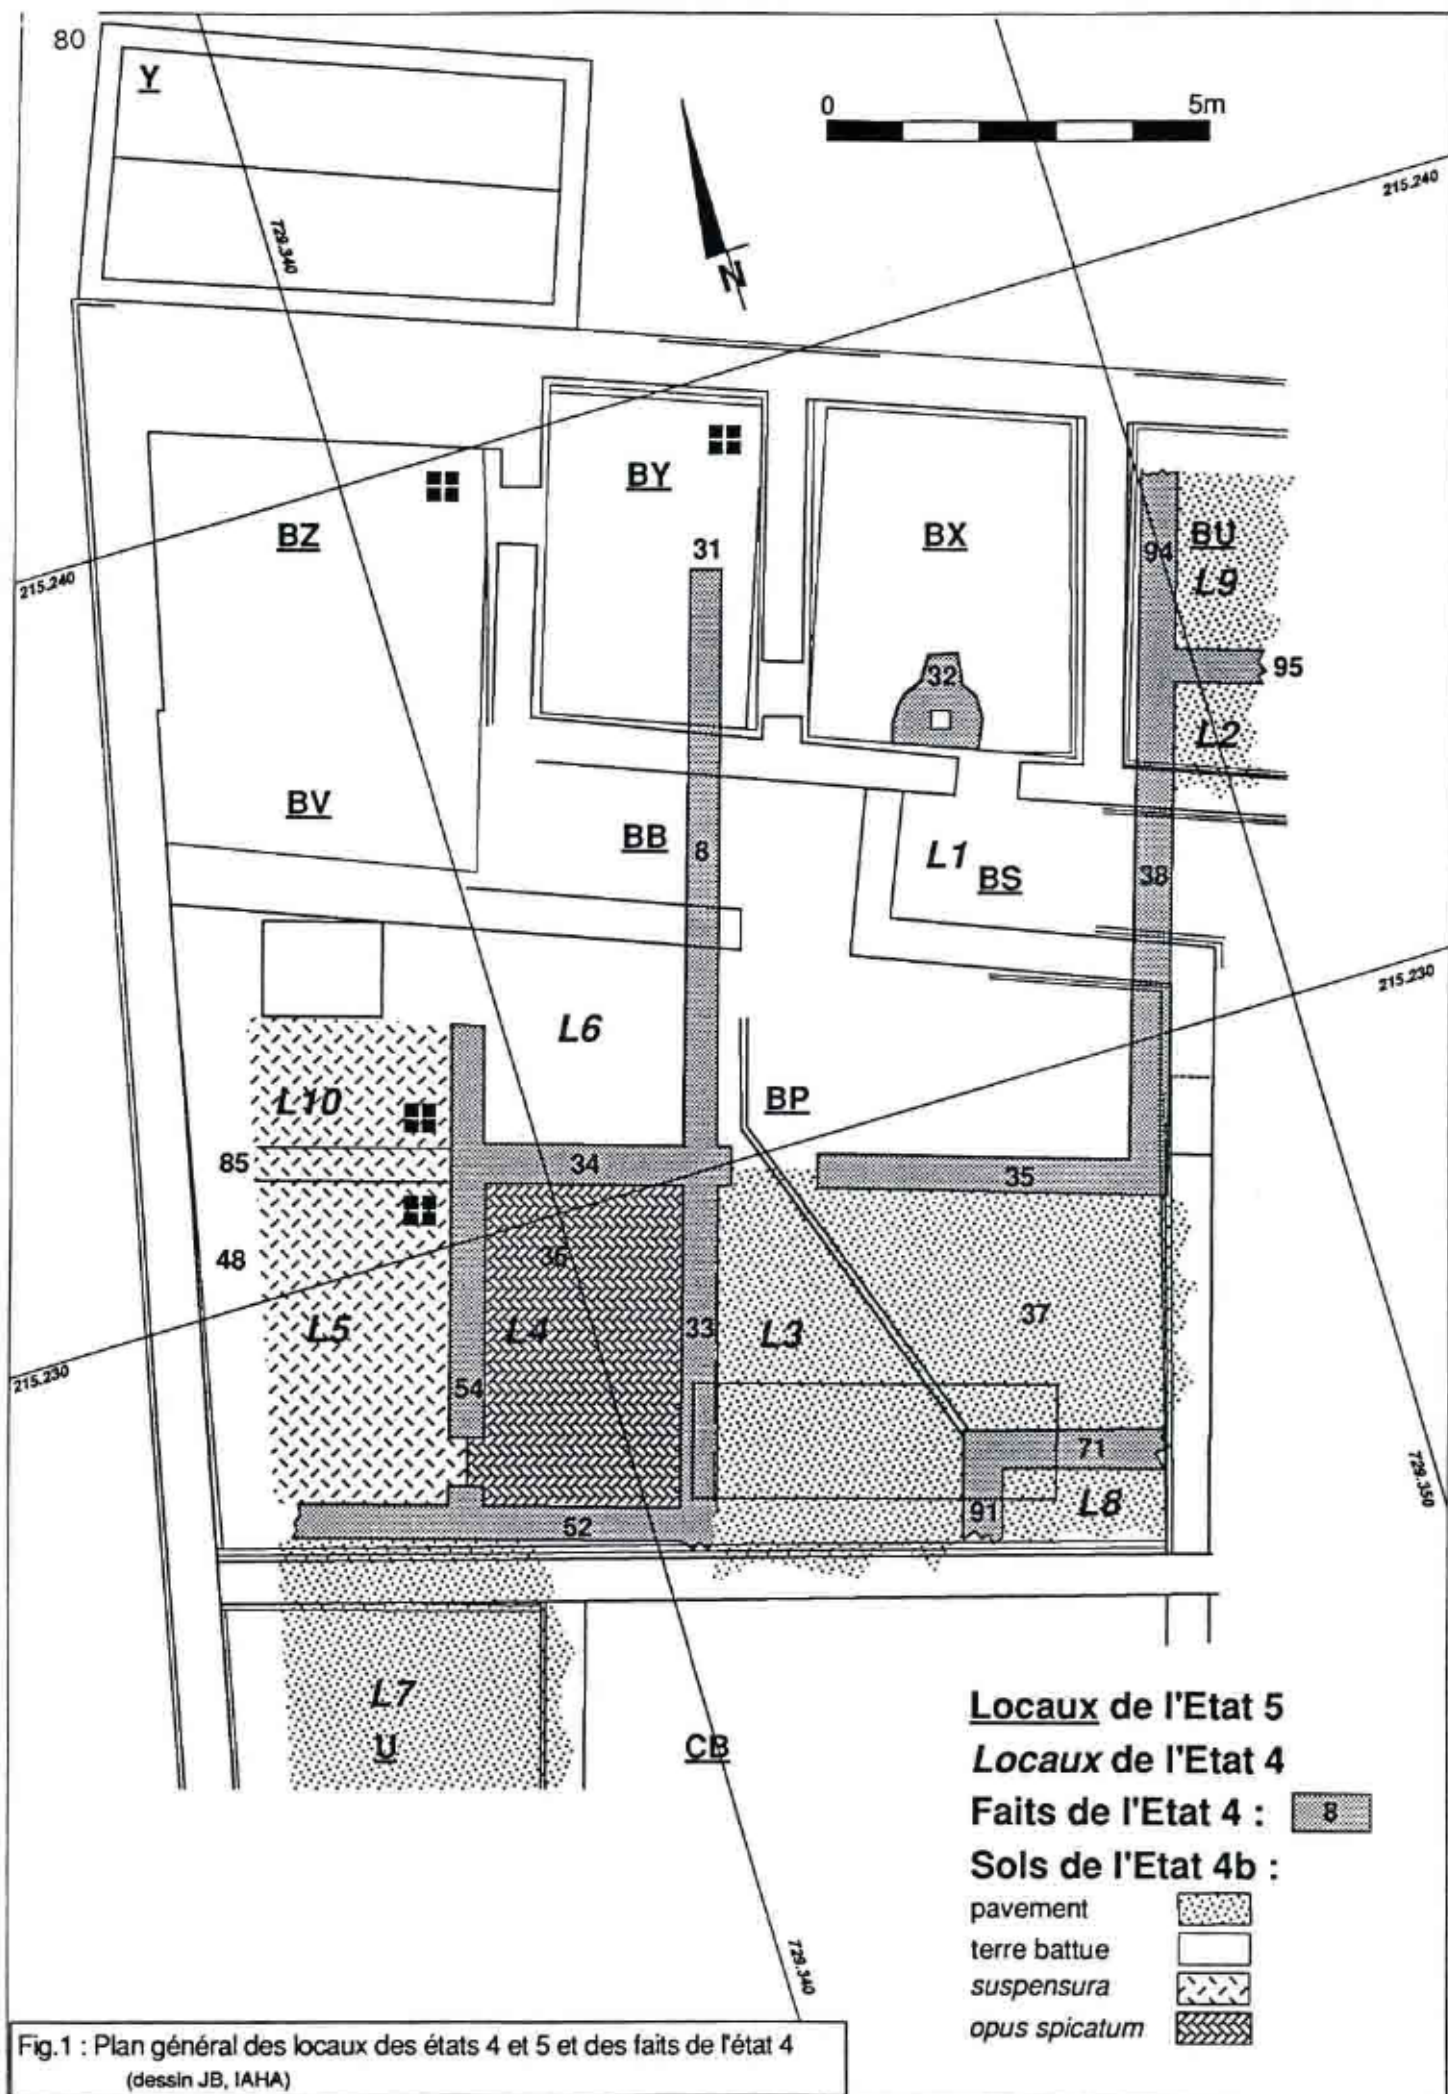 80
Y
0 5m
215.240
729.340
N
BY
BZ
BX
BU
31
94
L9
215.240
32
95
L2
BV
BB
8
L1
BS
38
215.230
L6
L10
BP
85
34
35
48
36
37
L5
L4
33
L3
215.230
54
71
729.350
91
L8
52
L7
U
CB
Locaux de l'Etat 5
Locaux de l'Etat 4
Faits de l'Etat 4 : 8
Sols de l'Etat 4b :
pavement
terre battue
suspensura
opus spicatum
729.340
Fig.1 : Plan général des locaux des états 4 et 5 et des faits de l'état 4
(dessin JB, IAHA)